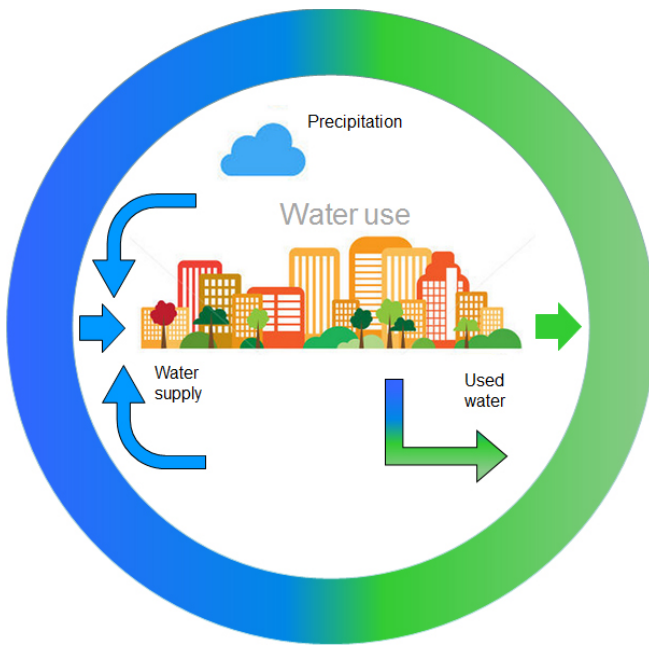 Precipitation
Water use
Water
supply
Used
water